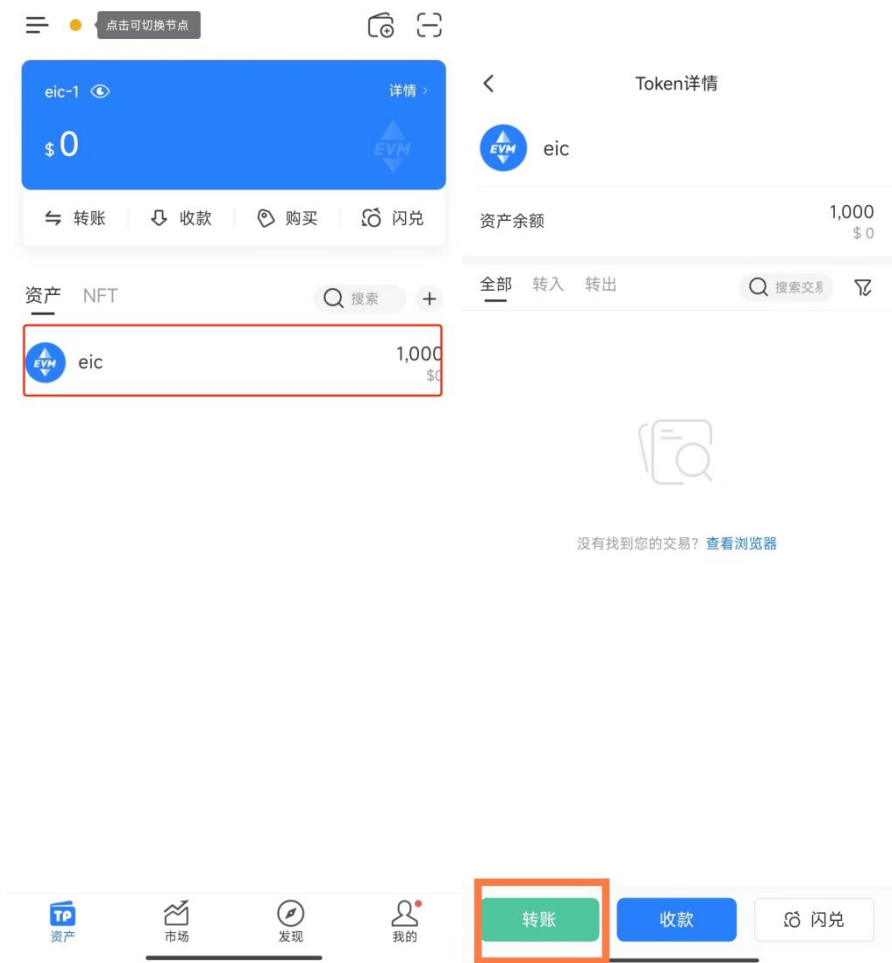 点击可切换节点
eic-1
详情
$ 0
EVM
转账
收款
购买
闪兑
资产
NFT
搜索
EVM
eic
1,000
$0
TP
资产
市场
发现
我的
Token详情
EVM
eic
资产余额
1,000
$ 0
全部
转入
转出
搜索交易
没有找到您的交易？查看浏览器
转账
收款
闪兑